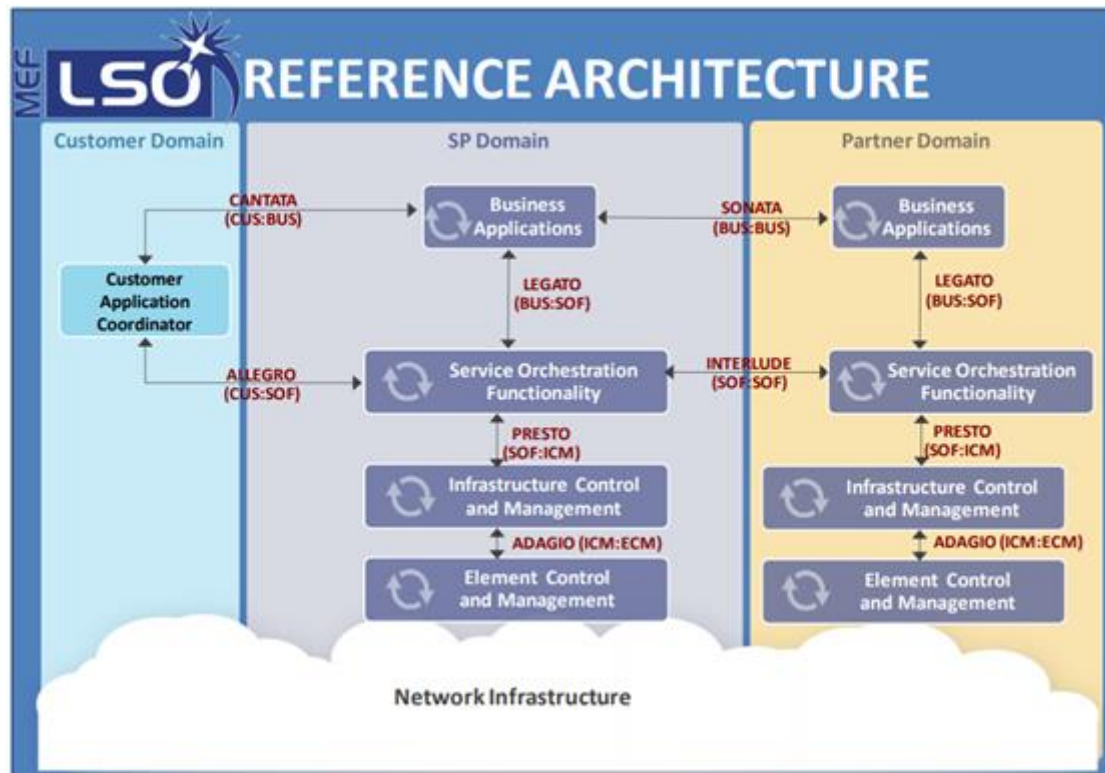 MEF
LSO
REFERENCE ARCHITECTURE
Customer Domain
SP Domain
Partner Domain
CANTATA
(CUS:BUS)
Business
Applications
SONATA
(BUS:BUS)
Business
Applications
Customer
Application
Coordinator
LEGATO
(BUS:SOF)
LEGATO
(BUS:SOF)
ALLEGRO
(CUS:SOF)
Service Orchestration
Functionality
INTERLUDE
(SOF:SOF)
Service Orchestration
Functionality
PRESTO
(SOF:ICM)
PRESTO
(SOF:ICM)
Infrastructure Control
and Management
Infrastructure Control
and Management
ADAGIO (ICM:ECM)
ADAGIO (ICM:ECM)
Element Control
and Management
Element Control
and Management
Network Infrastructure